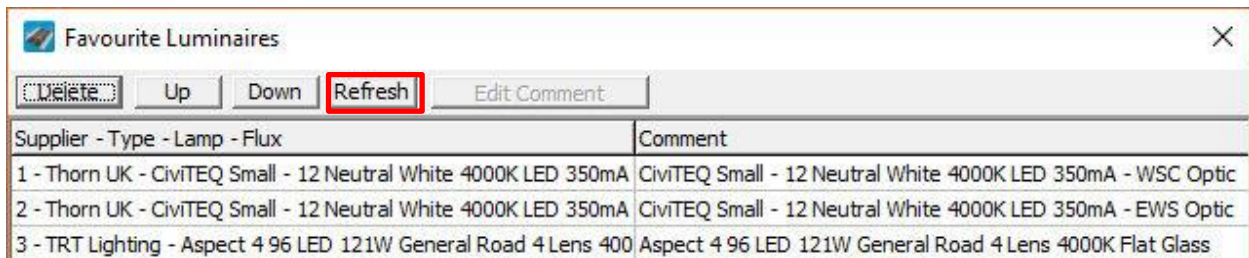 Favourite Luminaires
Delete Up Down Refresh Edit Comment
Supplier - Type - Lamp - Flux Comment
1 - Thorn UK - CiviTEQ Small - 12 Neutral White 4000K LED 350mA CiviTEQ Small - 12 Neutral White 4000K LED 350mA - WSC Optic
2 - Thorn UK - CiviTEQ Small - 12 Neutral White 4000K LED 350mA CiviTEQ Small - 12 Neutral White 4000K LED 350mA - EWS Optic
3 - TRT Lighting - Aspect 4 96 LED 121W General Road 4 Lens 400 Aspect 4 96 LED 121W General Road 4 Lens 4000K Flat Glass